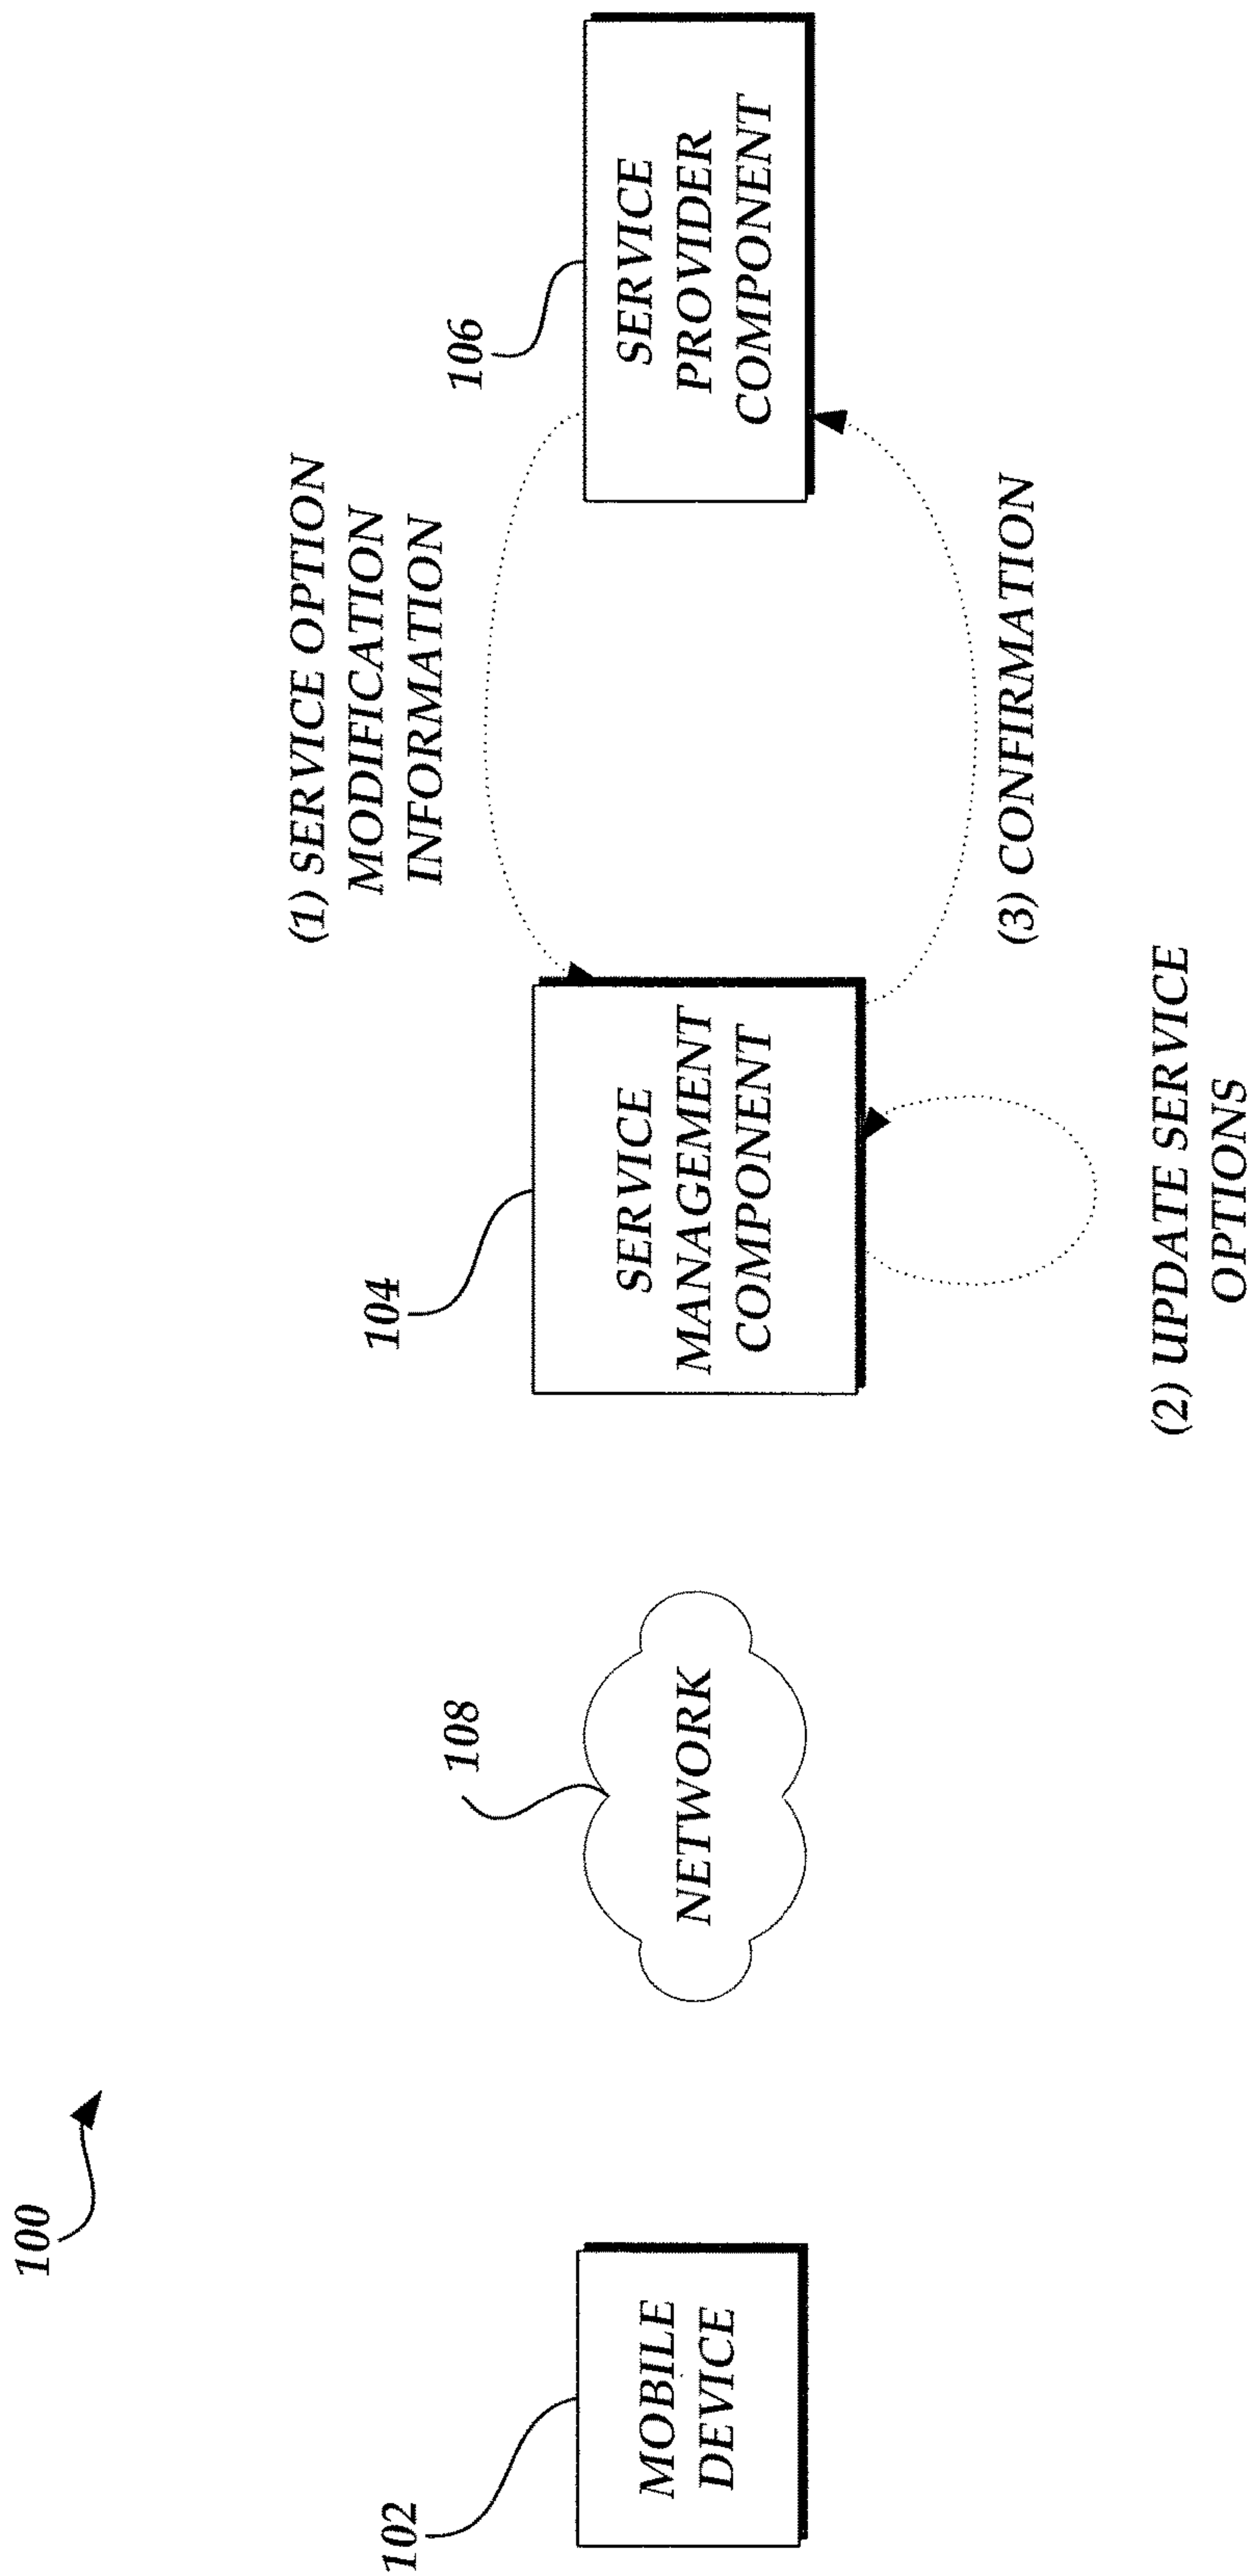 100
(1) SERVICE OPTION
MODIFICATION
INFORMATION
102
108
104
106
MOBILE
DEVICE
NETWORK
SERVICE
MANAGEMENT
COMPONENT
SERVICE
PROVIDER
COMPONENT
(3) CONFIRMATION
(2) UPDATE SERVICE
OPTIONS